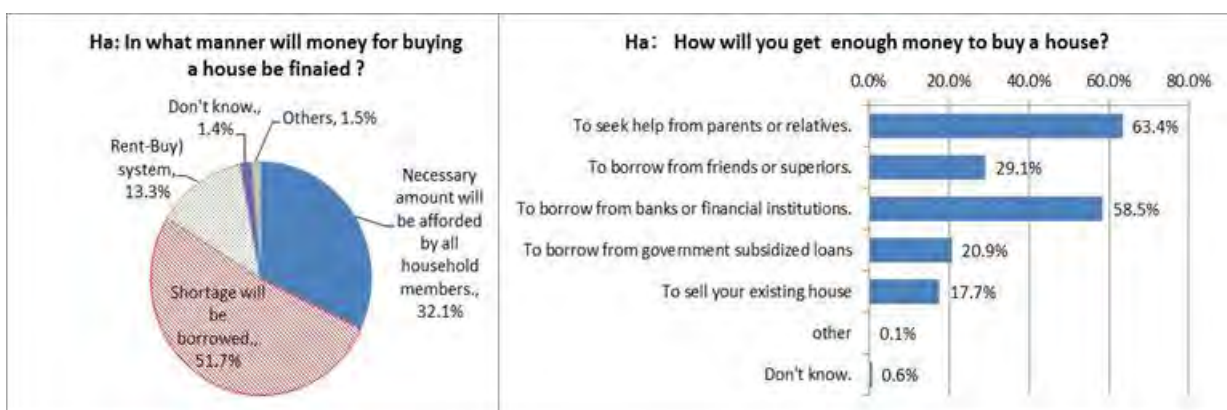 Ha: In what manner will money for buying
a house be finaied ?
Don't know.,
1.4%
Others, 1.5%
Rent-Buy)
system,
13.3%
Necessary
amount will
be afforded
by all
household
members.,
32.1%
Shortage will
be
borrowed.,
51.7%
Ha: How will you get enough money to buy a house?
0.0% 20.0% 40.0% 60.0% 80.0%
To seek help from parents or relatives. 63.4%
To borrow from friends or superiors. 29.1%
To borrow from banks or financial institutions. 58.5%
To borrow from government subsidized loans 20.9%
To sell your existing house 17.7%
other 0.1%
Don't know. 0.6%